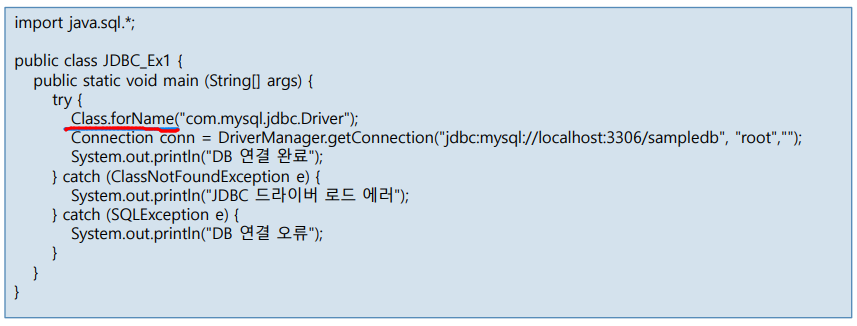 import java.sql.*;
public class JDBC_Ex1 {
public static void main (String[] args) {
try {
Class.forName("com.mysql.jdbc.Driver");
Connection conn = DriverManager.getConnection("jdbc:mysql://localhost:3306/sampledb", "root","");
System.out.println("DB 연결 완료");
} catch (ClassNotFoundException e) {
System.out.println("JDBC 드라이버 로드 에러");
} catch (SQLException e) {
System.out.println("DB 연결 오류");
}
}
}